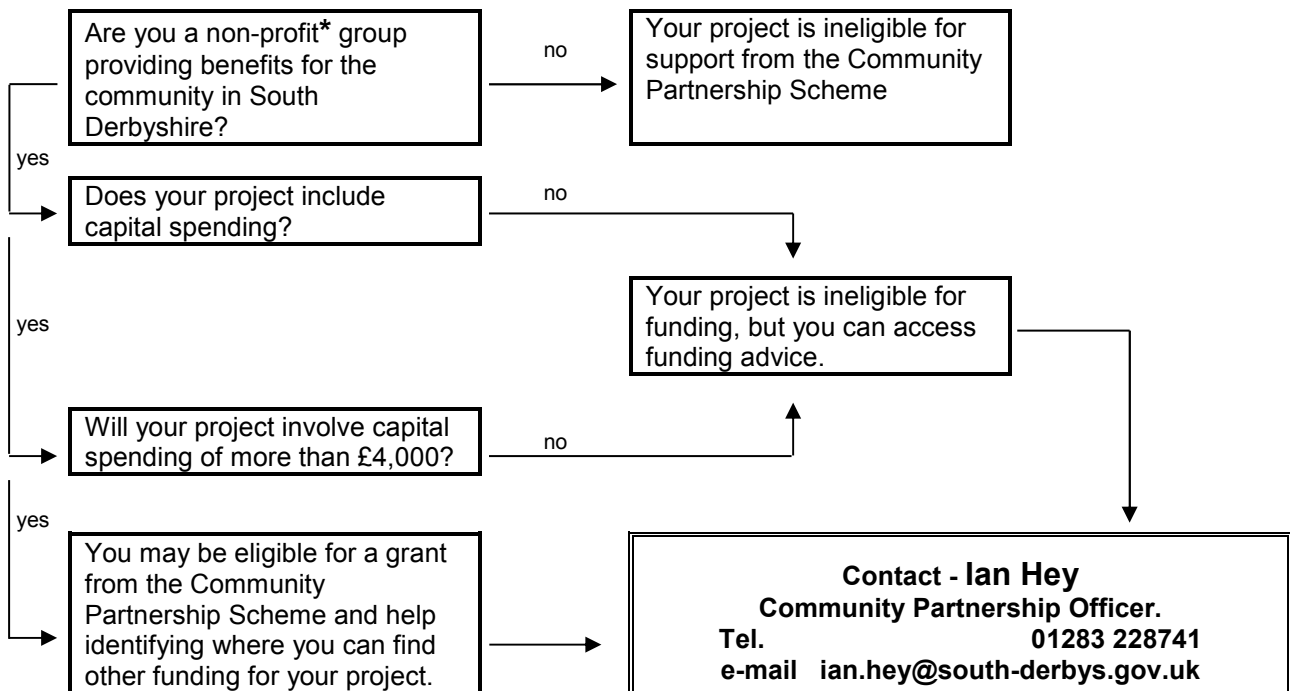 Are you a non-profit* group
providing benefits for the
community in South
Derbyshire?
no
Your project is ineligible for
support from the Community
Partnership Scheme
yes
Does your project include
capital spending?
no
Your project is ineligible for
funding, but you can access
funding advice.
yes
Will your project involve capital
spending of more than £4,000?
no
yes
You may be eligible for a grant
from the Community
Partnership Scheme and help
identifying where you can find
other funding for your project.
Contact - Ian Hey
Community Partnership Officer.
Tel. 01283 228741
e-mail ian.hey@south-derbys.gov.uk